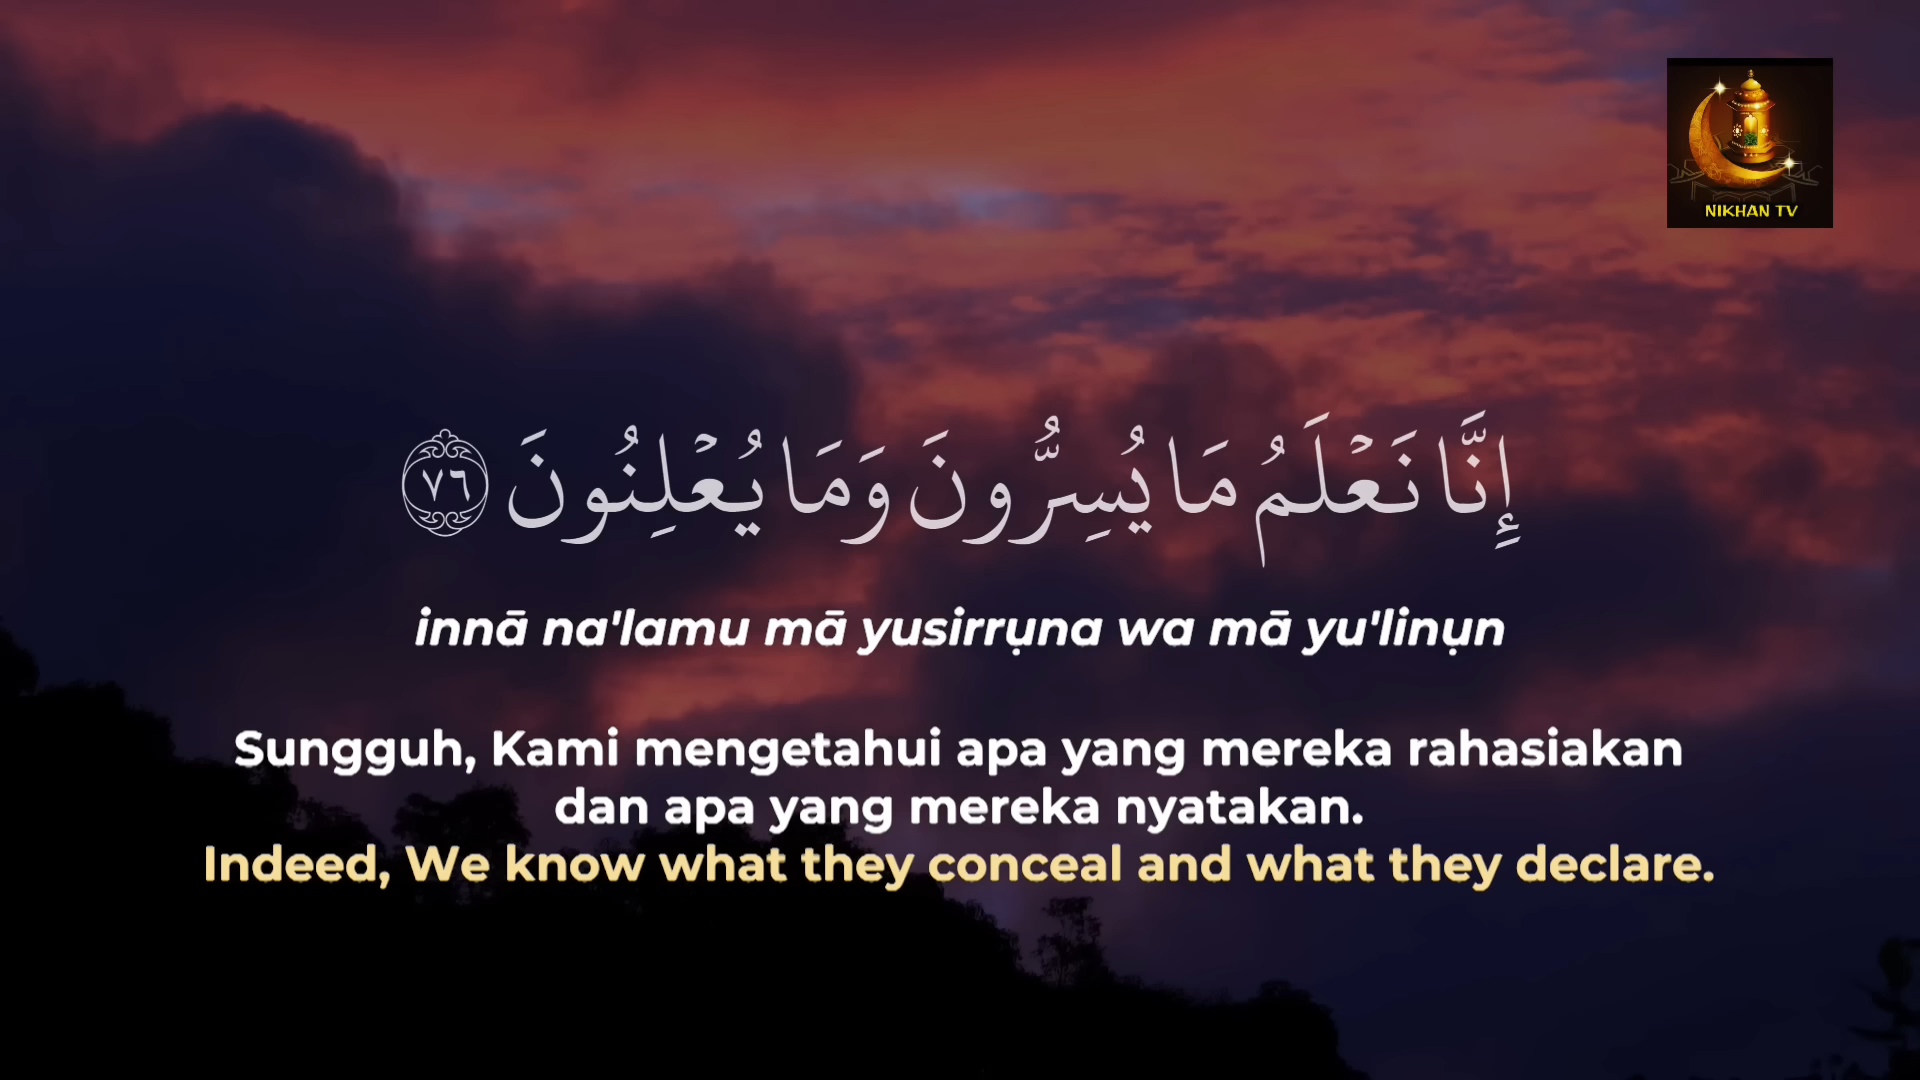 NIKHAN TV
إِنَّا نَعْلَمُ مَا يُسِرُّونَ وَمَا يُعْلِنُونَ ٧٦
innā na'lamu mā yusirrụna wa mā yu'linụn
Sungguh, Kami mengetahui apa yang mereka rahasiakan
dan apa yang mereka nyatakan.
Indeed, We know what they conceal and what they declare.